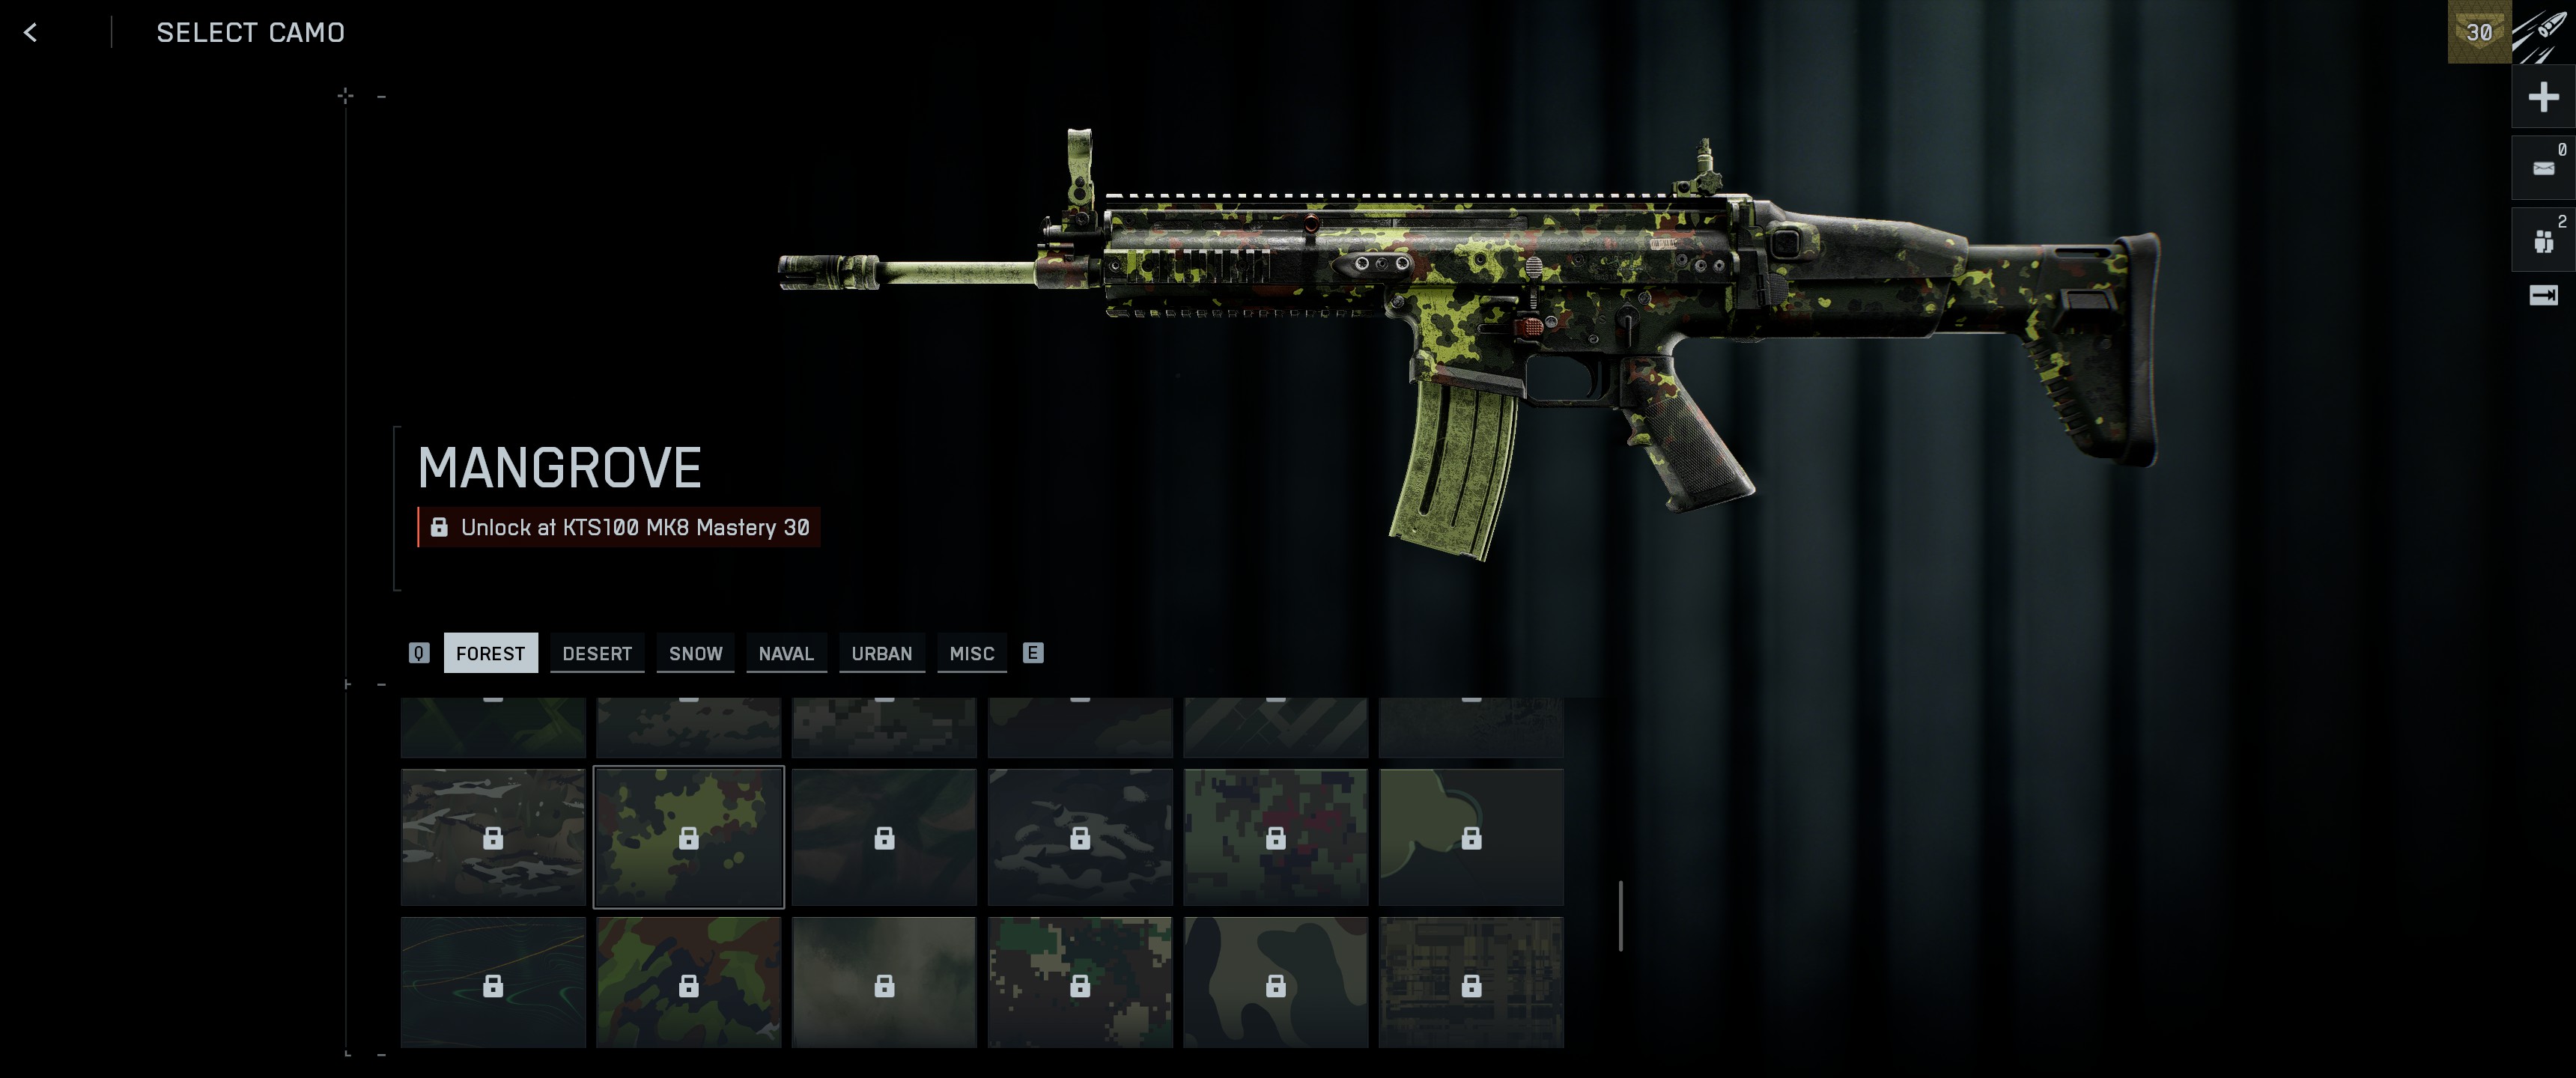 SELECT CAMO
30
0
2
MANGROVE
Unlock at KTS100 MK8 Mastery 30
Q FOREST DESERT SNOW NAVAL URBAN MISC E